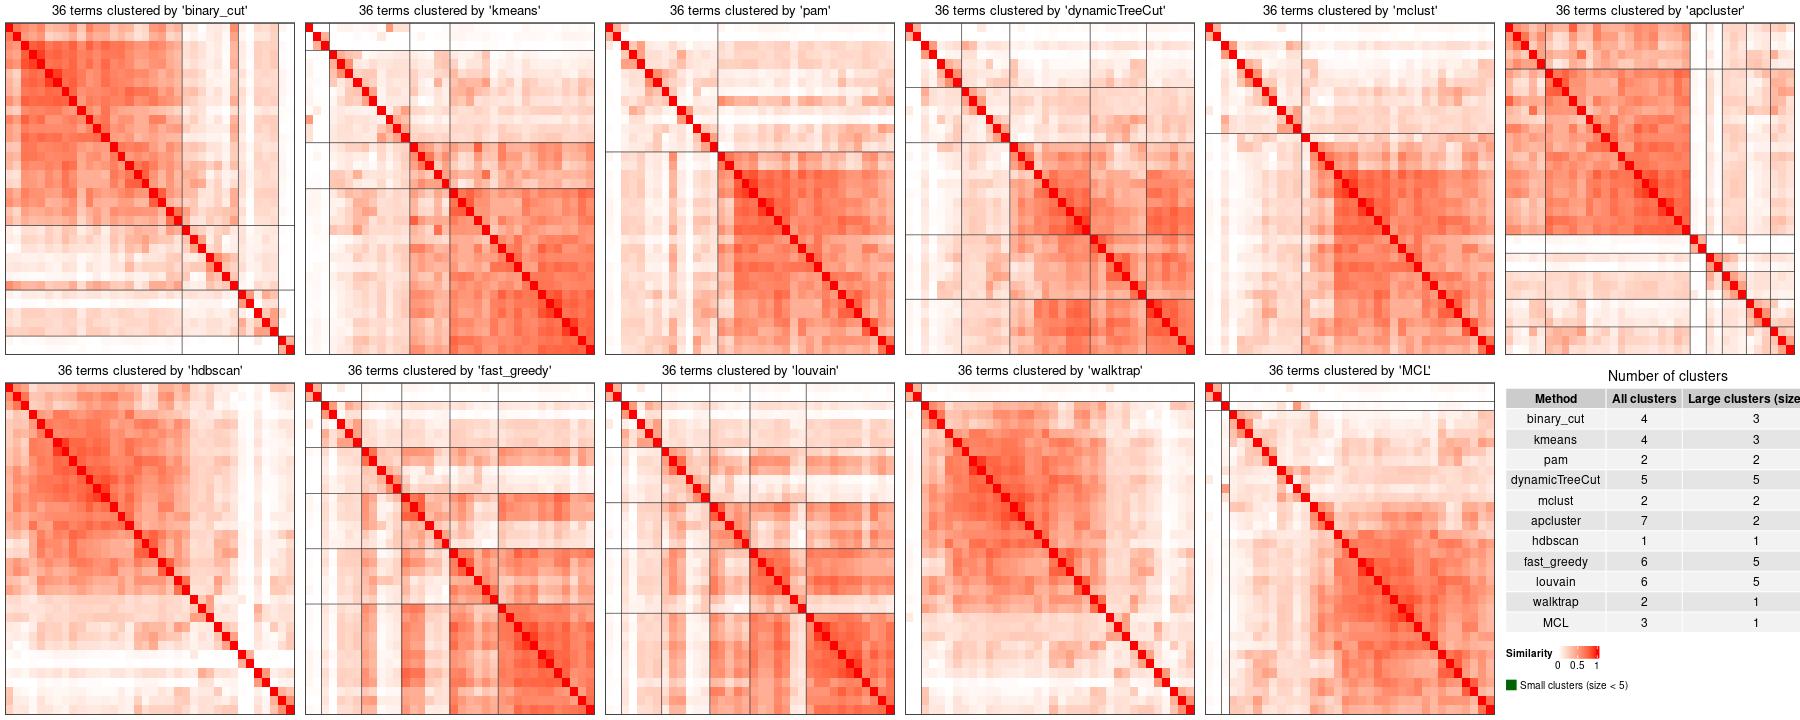 36 terms clustered by 'binary_cut'
36 terms clustered by 'kmeans'
36 terms clustered by 'pam'
36 terms clustered by 'dynamicTreeCut'
36 terms clustered by 'mclust'
36 terms clustered by 'apcluster'
36 terms clustered by 'hdbscan'
36 terms clustered by 'fast_greedy'
36 terms clustered by 'louvain'
36 terms clustered by 'walktrap'
36 terms clustered by 'MCL'
Number of clusters
Method All clusters Large clusters (size
binary_cut 4 3
kmeans 4 3
pam 2 2
dynamicTreeCut 5 5
mclust 2 2
apcluster 7 2
hdbscan 1 1
fast_greedy 6 5
louvain 6 5
walktrap 2 1
MCL 3 1
Similarity
0 0.5 1
Small clusters (size < 5)